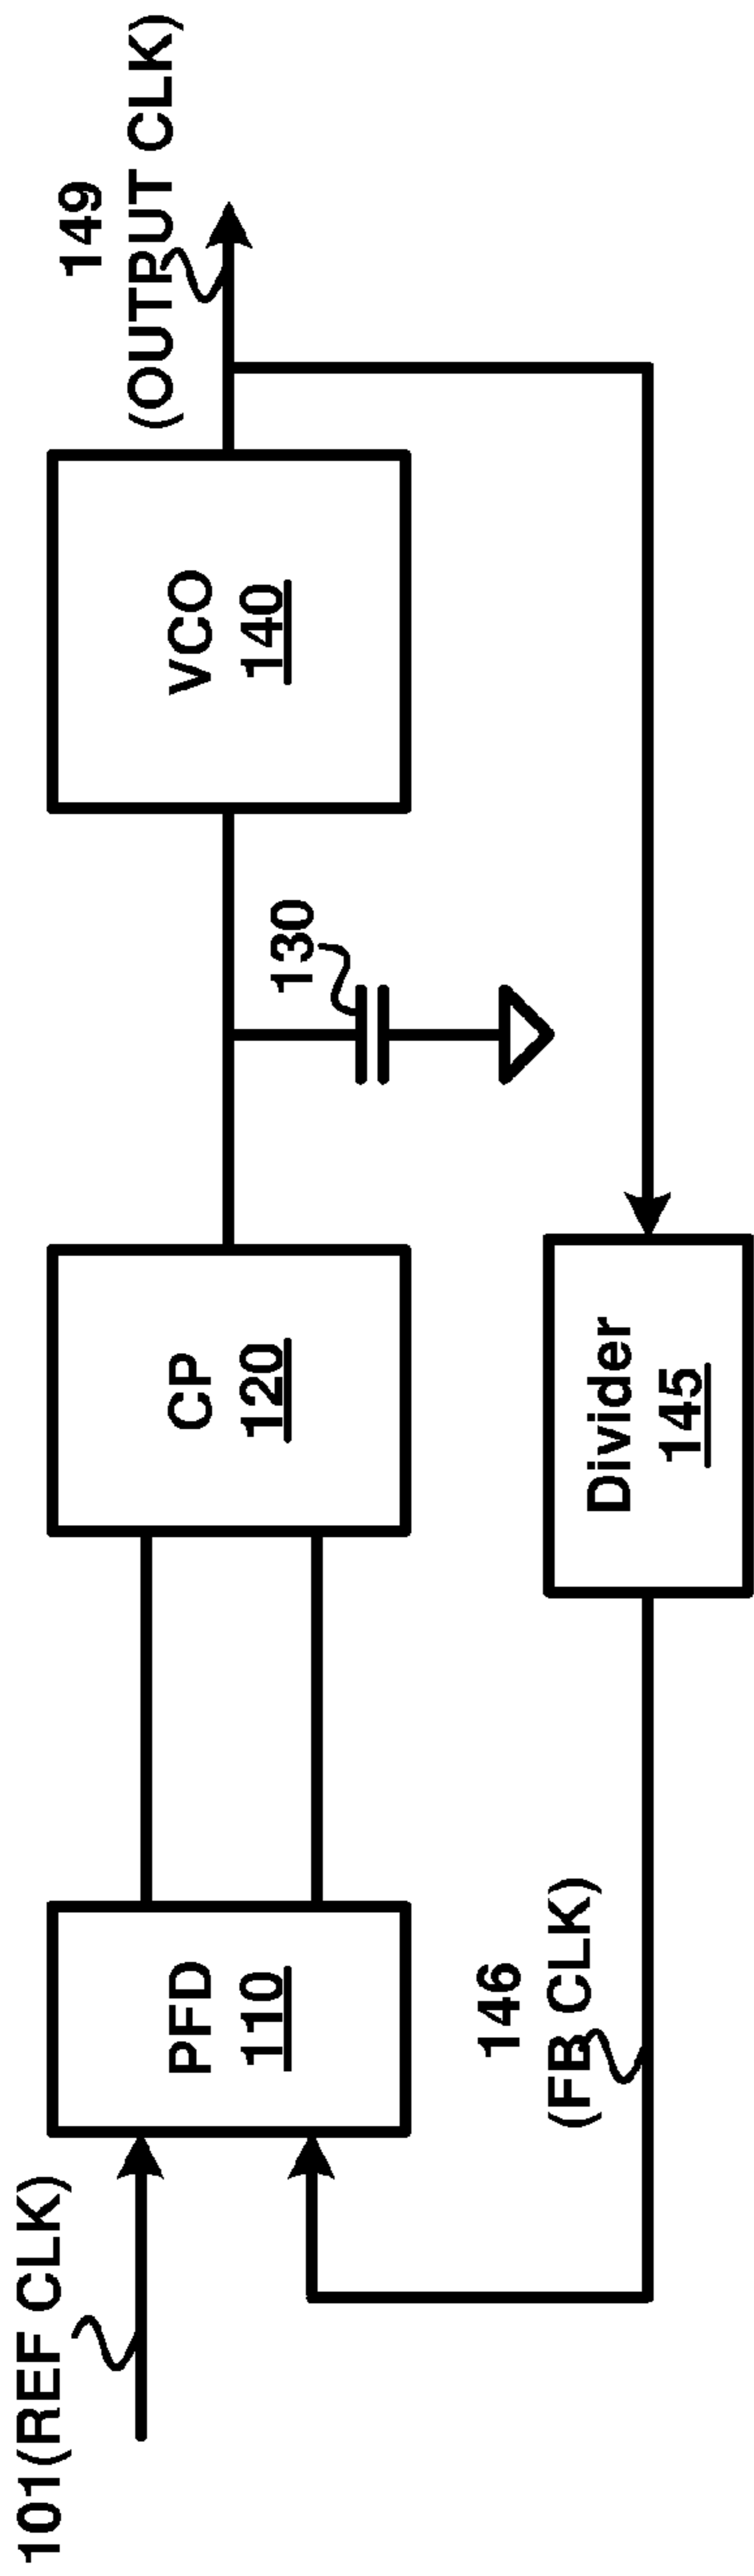 101(REF CLK)
PFD
110
CP
120
130
VCO
140
149
(OUTPUT CLK)
146
(FB CLK)
Divider
145